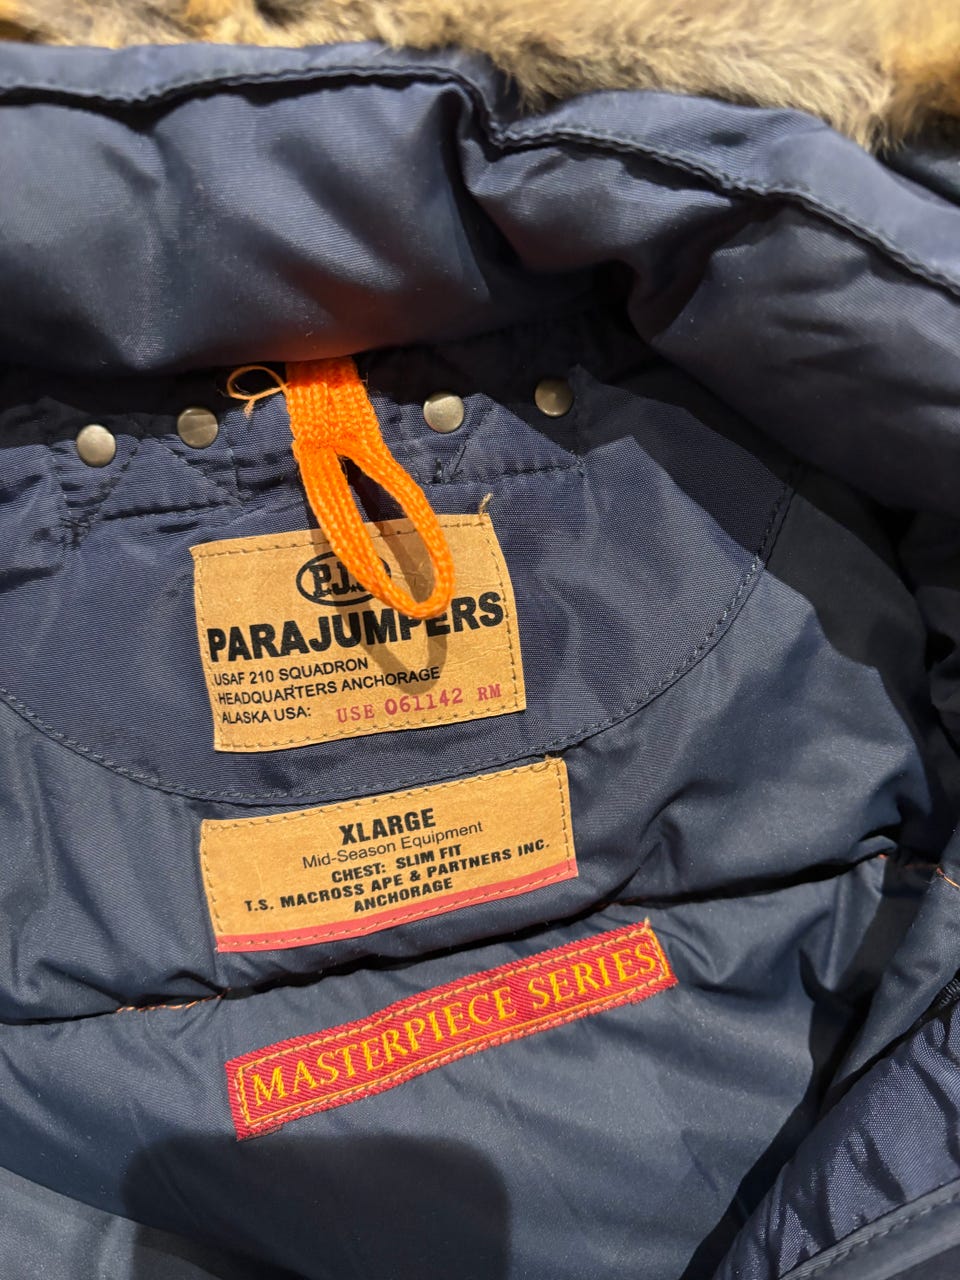 P.J.S
PARAJUMPERS
USAF 210 SQUADRON
HEADQUARTERS ANCHORAGE
ALASKA USA: USE 061142 RM
XLARGE
Mid-Season Equipment
CHEST: SLIM FIT
T.S. MACROSS APE & PARTNERS INC.
ANCHORAGE
MASTERPIECE SERIES